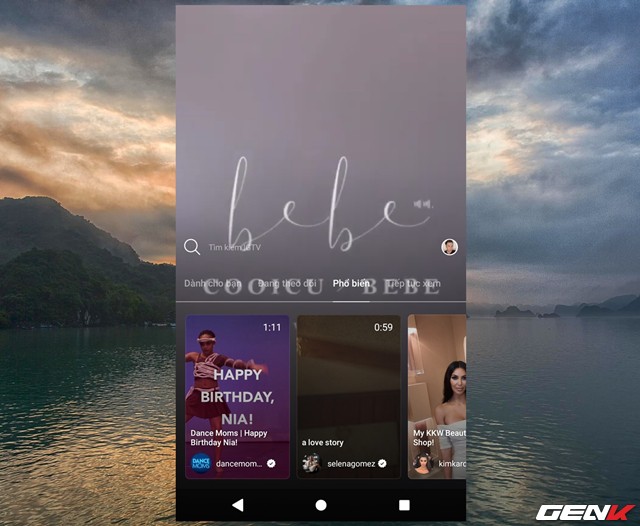 bebe
Tìm kiếm IGTV
Dành cho bạn Đang theo dõi Phổ biến Tiếp tục xem
COOICU BEBE
1:11
HAPPY
BIRTHDAY,
NIA!
Dance Moms | Happy
Birthday Nia!
DANCE
MOMS
dancemom...
0:59
a love story
selenagomez
My KKW Beaut
Shop!
kimkard
GENK